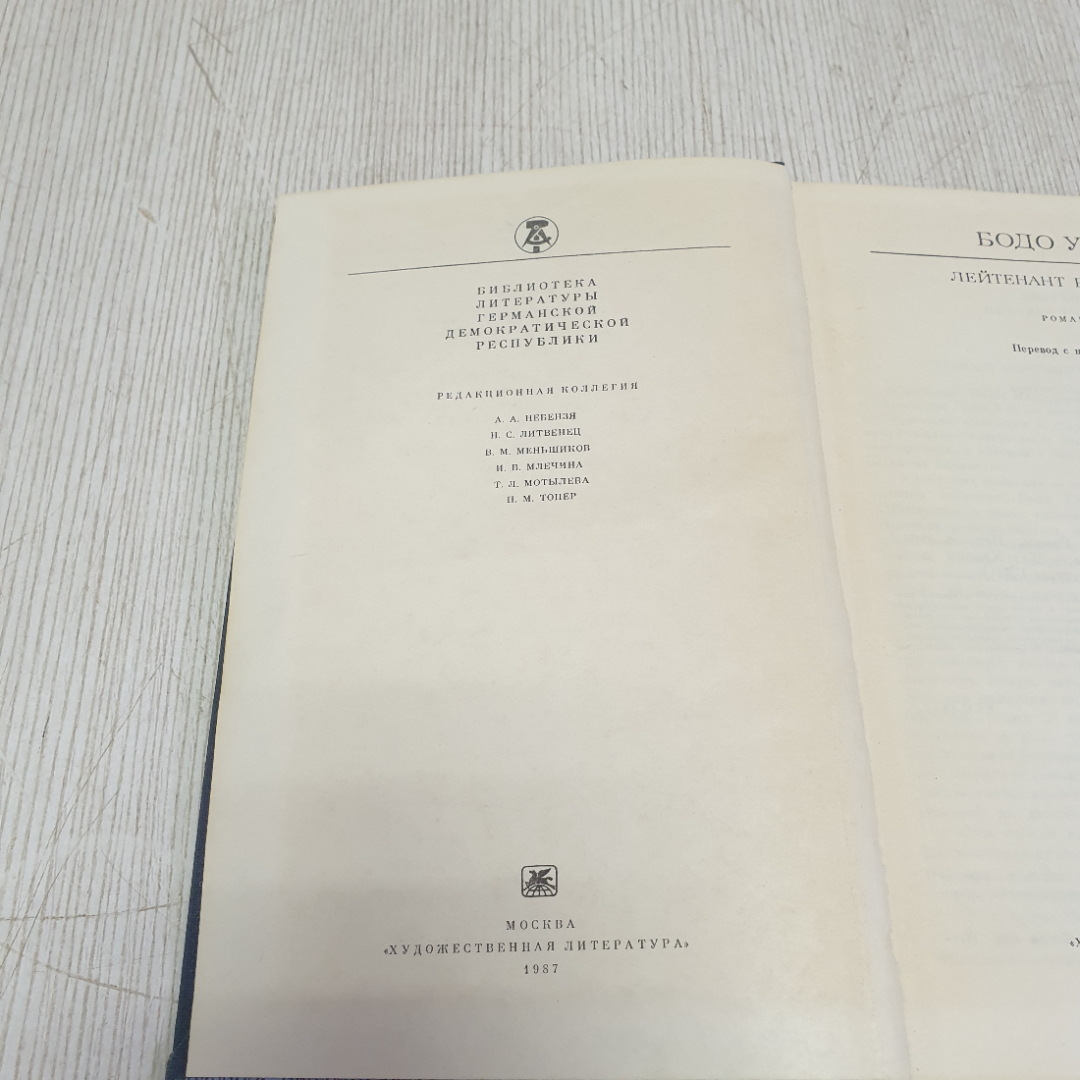 БИБЛИОТЕКА
ЛИТЕРАТУРЫ
ГЕРМАНСКОЙ
ДЕМОКРАТИЧЕСКОЙ
РЕСПУБЛИКИ
РЕДАКЦИОННАЯ КОЛЛЕГИЯ
А. А. НЕБЕНЗЯ
Н. С. ЛИТВЕНЕЦ
В. М. МЕНЬШИКОВ
И. В. МЛЕЧИНА
Т. Л. МОТЫЛЕВА
П. М. ТОПЕР
МОСКВА
«ХУДОЖЕСТВЕННАЯ ЛИТЕРАТУРА»
1987
БОДО У
ЛЕЙТЕНАНТ
РОМА
Перевод с